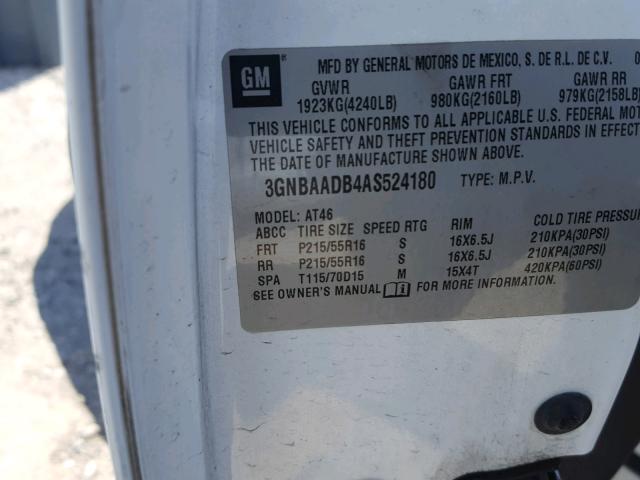 GM
MFD BY GENERAL MOTORS DE MEXICO, S. DE R.L. DE C.V. 0
GVWR GAWR FRT GAWR RR
1923KG(4240LB) 980KG(2160LB) 979KG(2158LB)
THIS VEHICLE CONFORMS TO ALL APPLICABLE U.S. FEDERAL MOT
VEHICLE SAFETY AND THEFT PREVENTION STANDARDS IN EFFECT
THE DATE OF MANUFACTURE SHOWN ABOVE.
3GNBAADB4AS524180 TYPE: M.P.V.
MODEL: AT46
ABCC TIRE SIZE SPEED RTG RIM COLD TIRE PRESSUR
FRT P215/55R16 S 16X6.5J 210KPA(30PSI)
RR P215/55R16 S 16X6.5J 210KPA(30PSI)
SPA T115/70D15 M 15X4T 420KPA(60PSI)
SEE OWNER'S MANUAL FOR MORE INFORMATION.